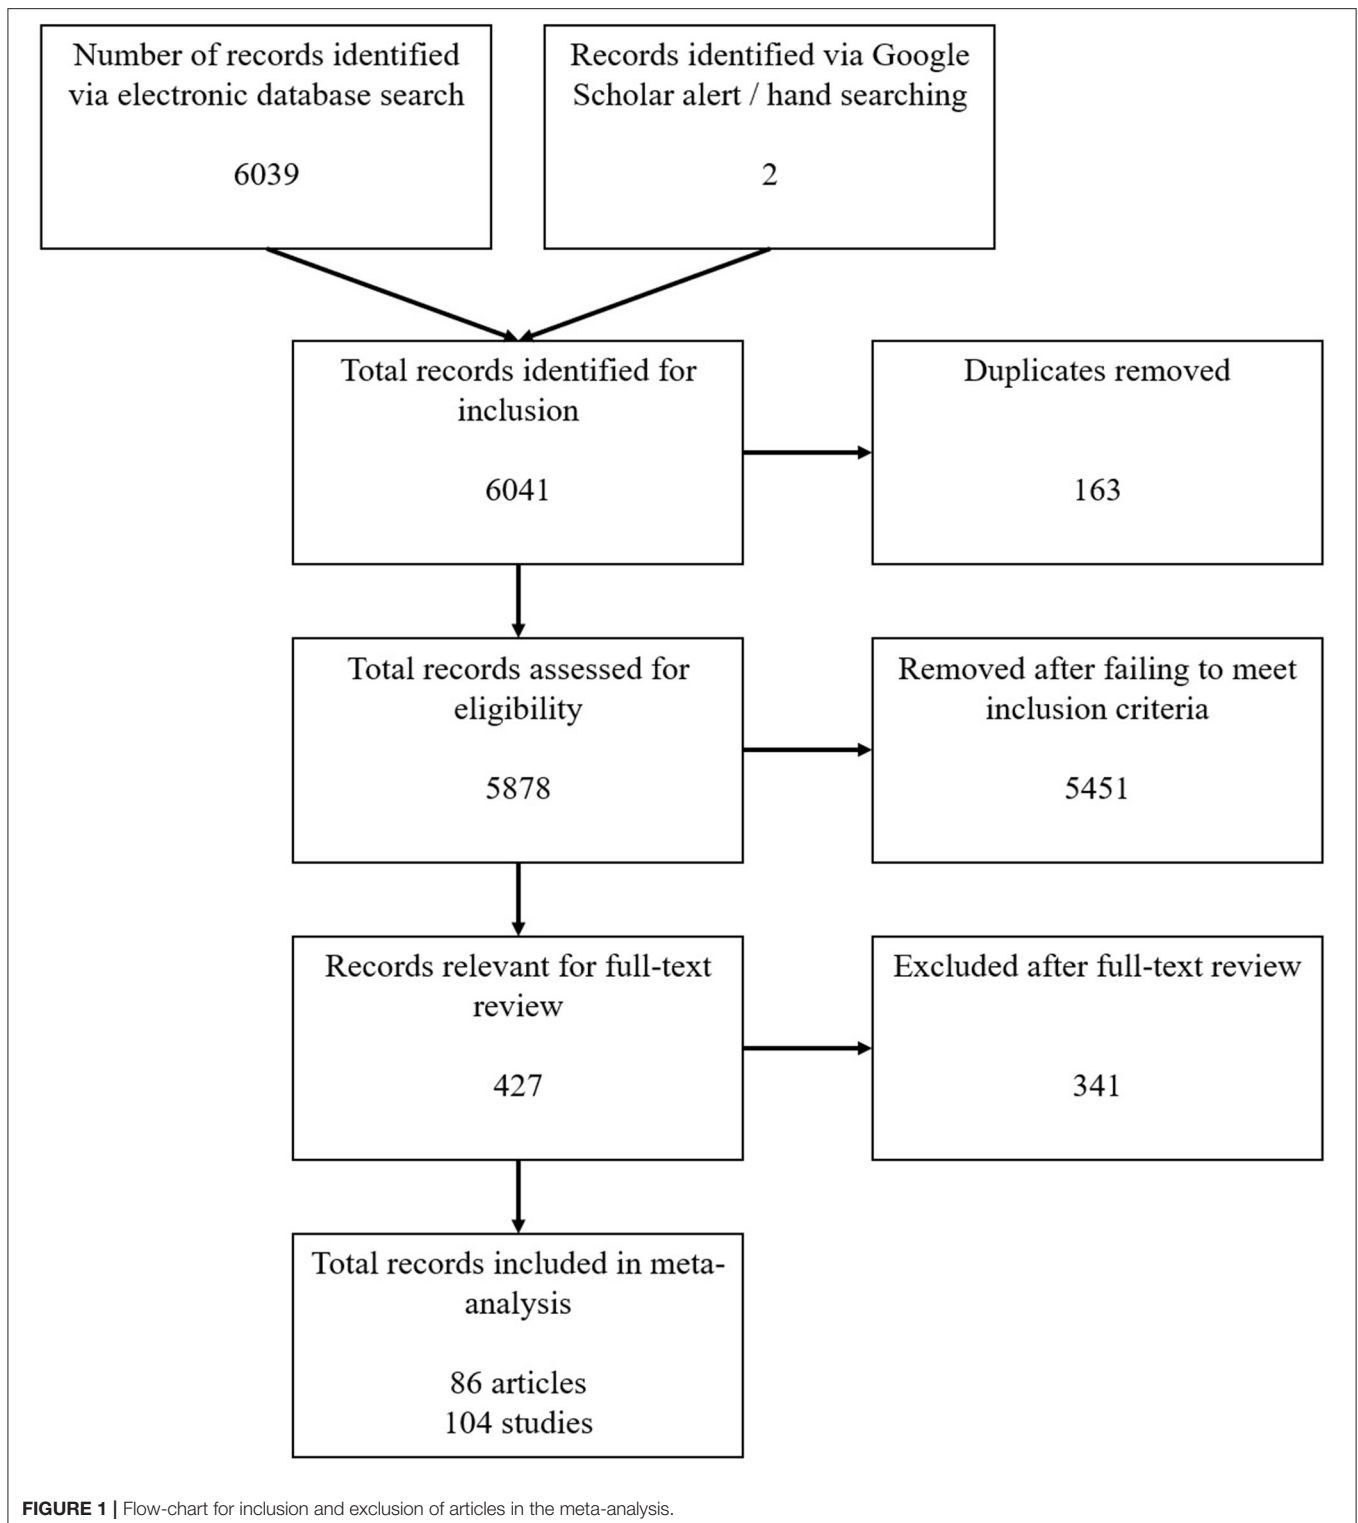 Number of records identified
via electronic database search
6039
Records identified via Google
Scholar alert / hand searching
2
Total records identified for
inclusion
6041
Duplicates removed
163
Total records assessed for
eligibility
5878
Removed after failing to meet
inclusion criteria
5451
Records relevant for full-text
review
427
Excluded after full-text review
341
Total records included in meta-
analysis
86 articles
104 studies
FIGURE 1 | Flow-chart for inclusion and exclusion of articles in the meta-analysis.